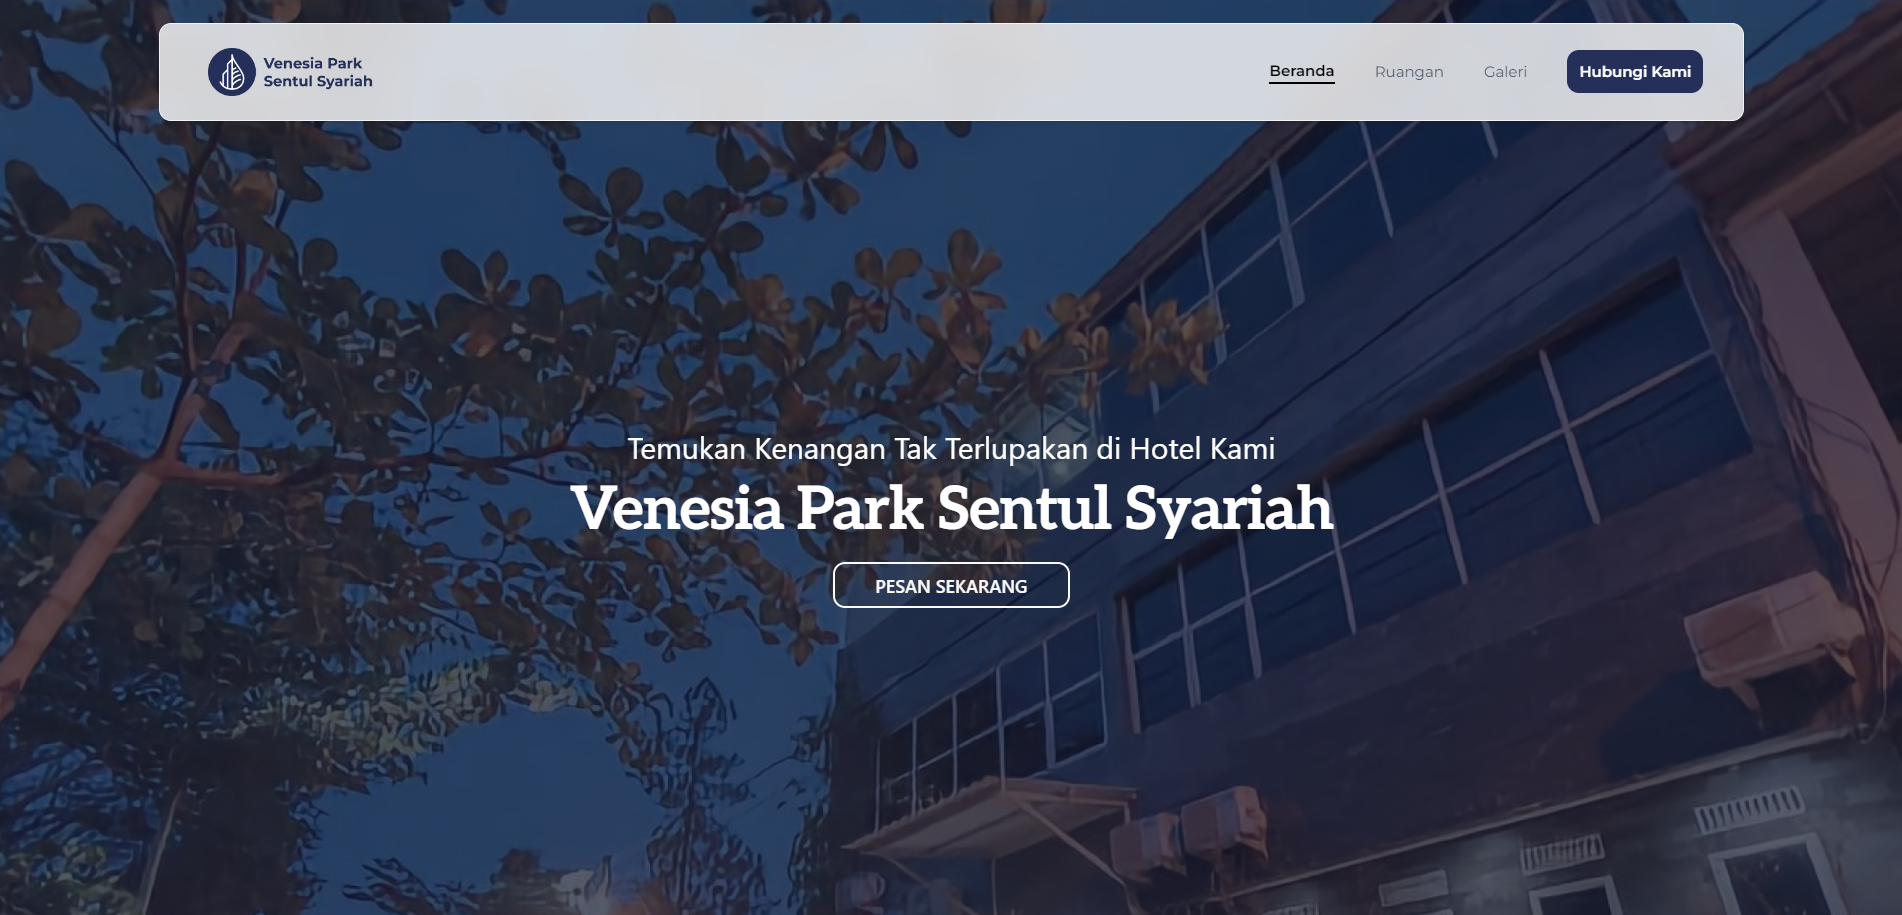 Venesia Park
Sentul Syariah
Beranda
Ruangan
Galeri
Hubungi Kami
Temukan Kenangan Tak Terlupakan di Hotel Kami
Venesia Park Sentul Syariah
PESAN SEKARANG